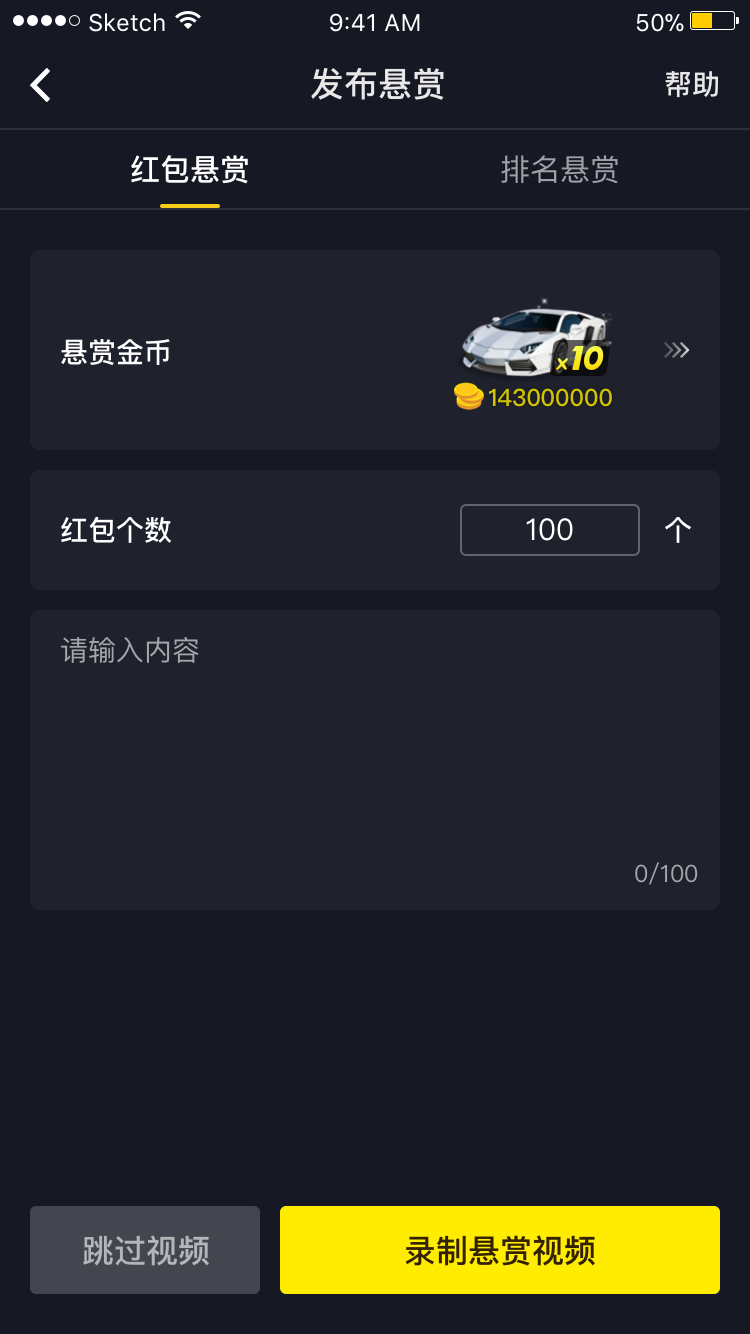 Sketch 9:41 AM 50%
发布悬赏 帮助
红包悬赏 排名悬赏
悬赏金币
x10
143000000
红包个数 100 个
请输入内容
0/100
跳过视频 录制悬赏视频